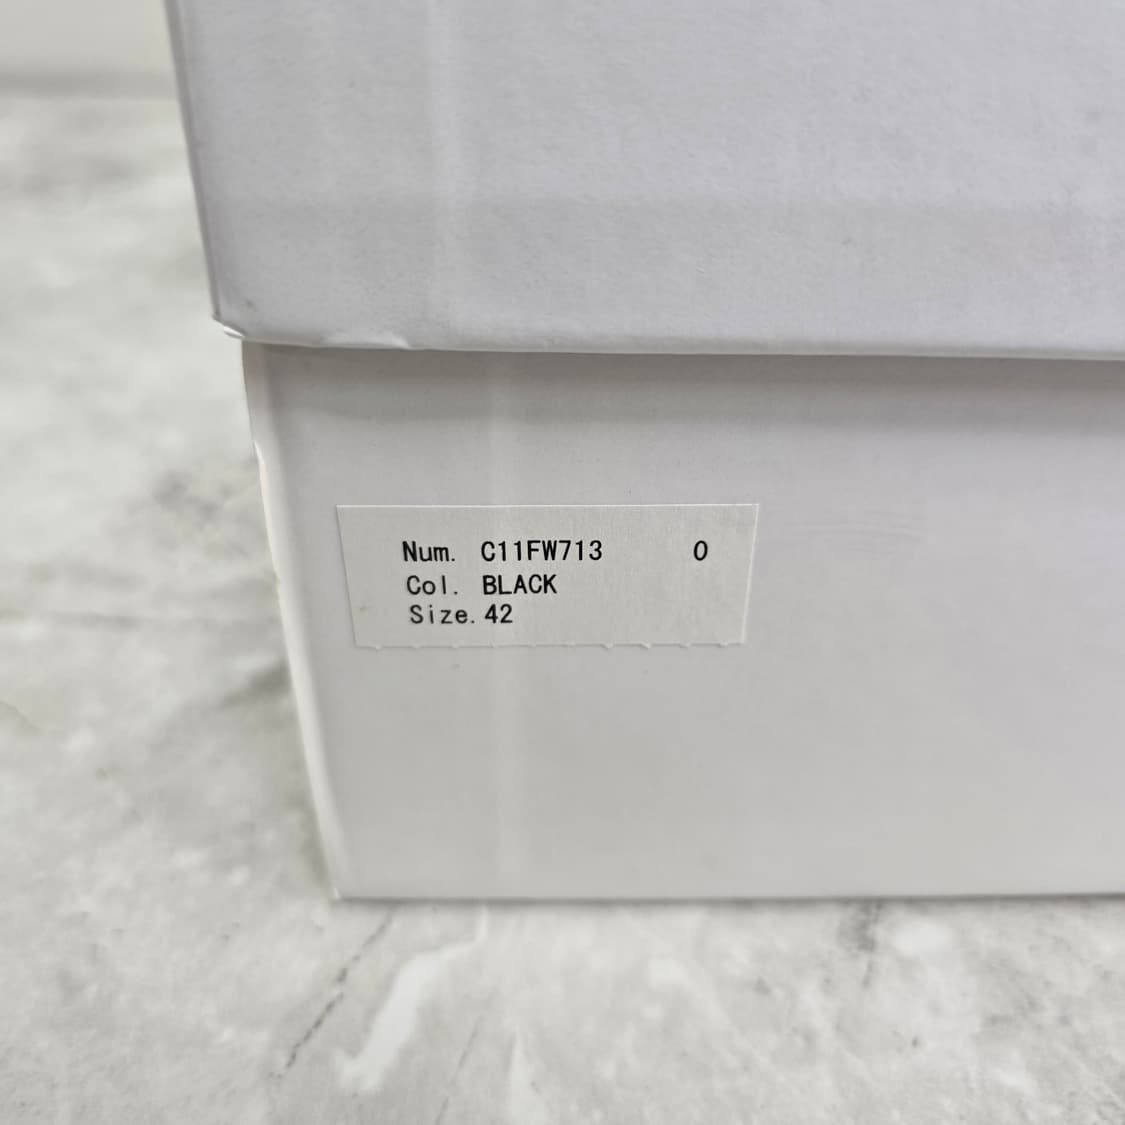 Num. C11FW713 0
Col. BLACK
Size. 42